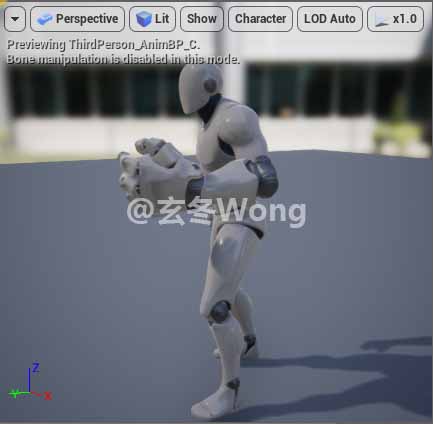 Perspective Lit Show Character LOD Auto x1.0
Previewing ThirdPerson_AnimBP_C.
Bone manipulation is disabled in this mode.
@玄冬Wong
Z
Y X